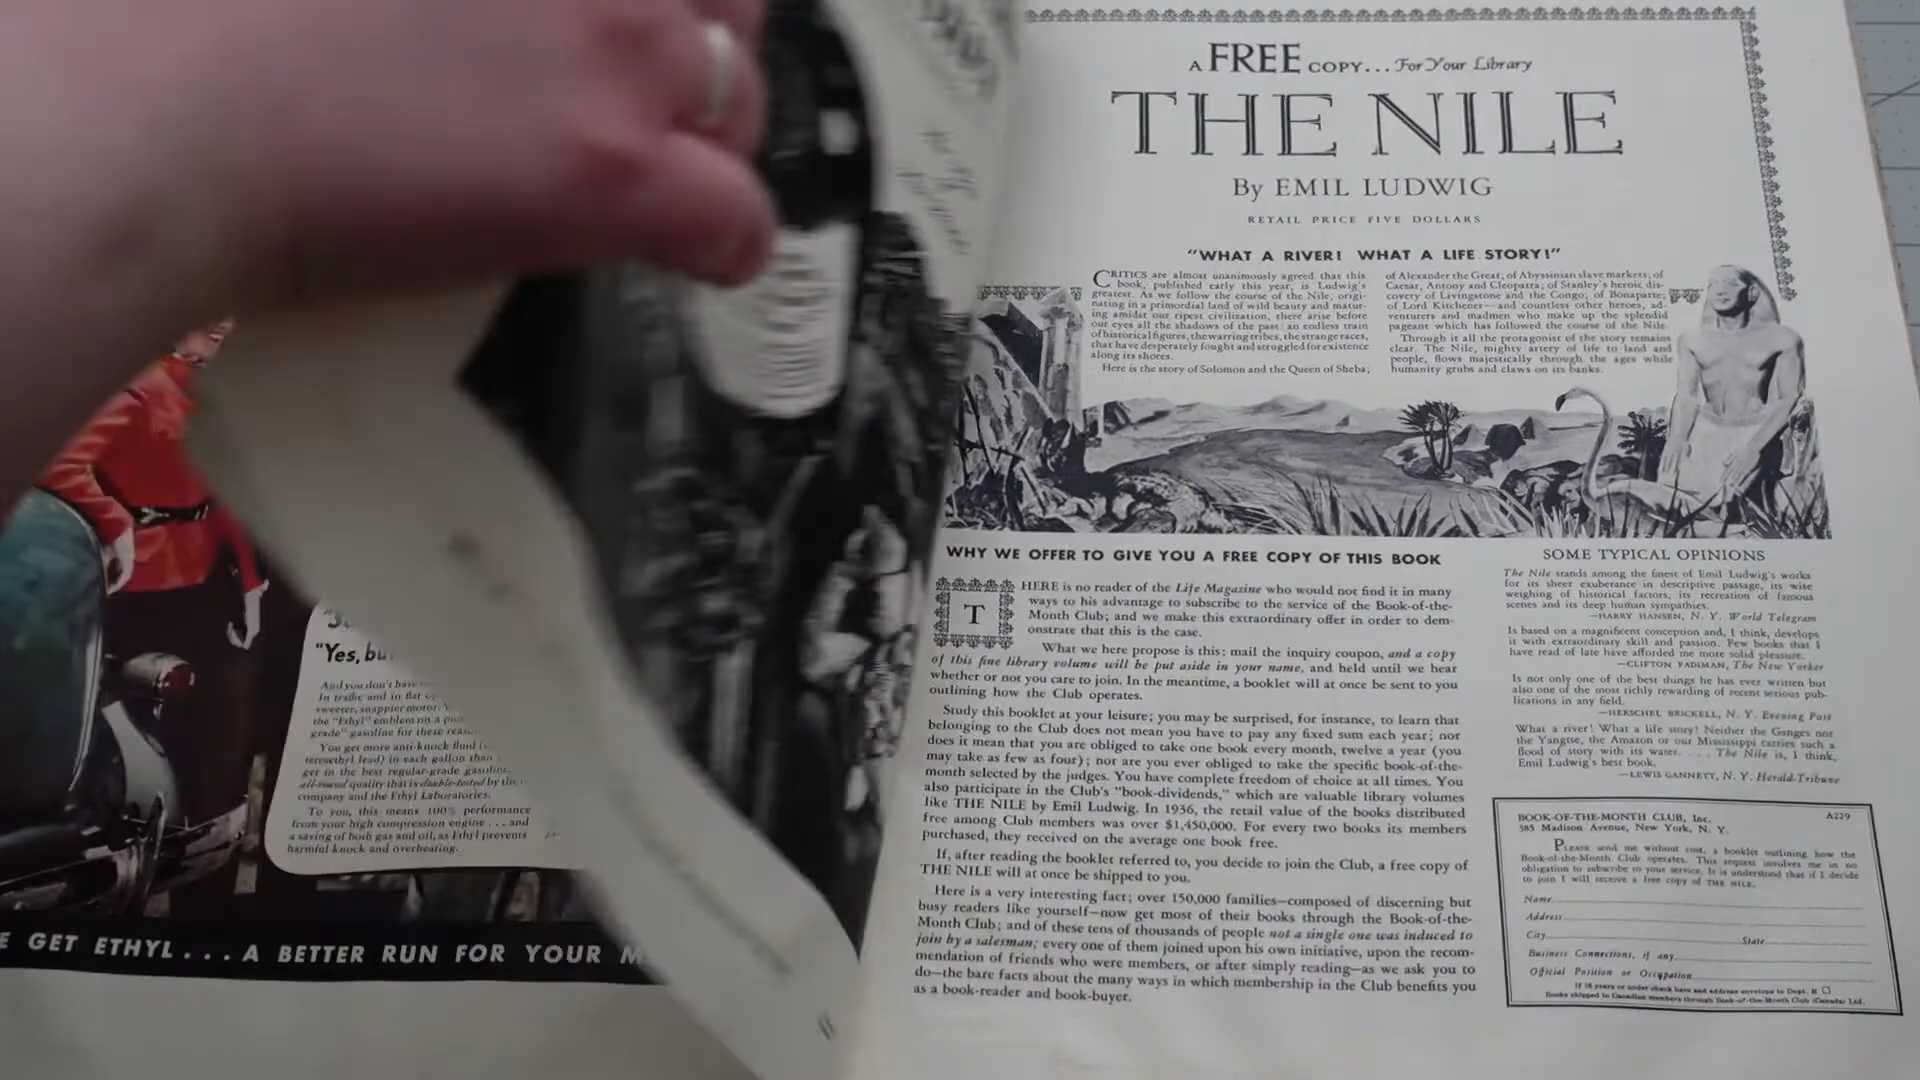 "Yes, bu
And you don't have
In traffic and in flat
sweeter, snappier motor.
the "Ethyl" emblem on a
grade" gasoline for these
You get more anti-knock fluid
tetraethyl lead) in each gallon than
get in the best regular-grade gasoline.
all-round quality that is double-tested by
company and the Ethyl Laboratories.
To you, this means 100% performance
from your high compression engine . . . and
a saving of both gas and oil, as Ethyl prevents
harmful knock and overheating.
E GET ETHYL . . . A BETTER RUN FOR YOUR M
A FREE COPY... For Your Library
THE NILE
By EMIL LUDWIG
RETAIL PRICE FIVE DOLLARS
"WHAT A RIVER! WHAT A LIFE STORY!"
CRITICS are almost unanimously agreed that this
book, published early this year, is Ludwig's
greatest. As we follow the course of the Nile, origi-
nating in a primordial land of wild beauty and matur-
ing amidst our ripest civilization, there arise before
our eyes all the shadows of the past: an endless train
of historical figures, the warring tribes, the strange races,
that have desperately fought and struggled for existence
along its shores.
Here is the story of Solomon and the Queen of Sheba;
of Alexander the Great; of Abyssinian slave markets; of
Caesar, Antony and Cleopatra; of Stanley's heroic dis-
covery of Livingstone and the Congo; of Bonaparte;
of Lord Kitchener—and countless other heroes, ad-
venturers and madmen who make up the splendid
pageant which has followed the course of the Nile.
Through it all the protagonist of the story remains
clear. The Nile, mighty artery of life to land and
people, flows majestically through the ages while
humanity grubs and claws on its banks.
WHY WE OFFER TO GIVE YOU A FREE COPY OF THIS BOOK
THERE is no reader of the Life Magazine who would not find it in many
ways to his advantage to subscribe to the service of the Book-of-the-
Month Club; and we make this extraordinary offer in order to dem-
onstrate that this is the case.
What we here propose is this: mail the inquiry coupon, and a copy
of this fine library volume will be put aside in your name, and held until we hear
whether or not you care to join. In the meantime, a booklet will at once be sent to you
outlining how the Club operates.
Study this booklet at your leisure; you may be surprised, for instance, to learn that
belonging to the Club does not mean you have to pay any fixed sum each year; nor
does it mean that you are obliged to take one book every month, twelve a year (you
may take as few as four); nor are you ever obliged to take the specific book-of-the-
month selected by the judges. You have complete freedom of choice at all times. You
also participate in the Club's "book-dividends," which are valuable library volumes
like THE NILE by Emil Ludwig. In 1936, the retail value of the books distributed
free among Club members was over $1,450,000. For every two books its members
purchased, they received on the average one book free.
If, after reading the booklet referred to, you decide to join the Club, a free copy of
THE NILE will at once be shipped to you.
Here is a very interesting fact; over 150,000 families—composed of discerning but
busy readers like yourself—now get most of their books through the Book-of-the-
Month Club; and of these tens of thousands of people not a single one was induced to
join by a salesman; every one of them joined upon his own initiative, upon the recom-
mendation of friends who were members, or after simply reading—as we ask you to
do—the bare facts about the many ways in which membership in the Club benefits you
as a book-reader and book-buyer.
SOME TYPICAL OPINIONS
The Nile stands among the finest of Emil Ludwig's works
for its sheer exuberance in descriptive passage, its wise
weighing of historical factors, its recreation of famous
scenes and its deep human sympathies.
—HARRY HANSEN, N. Y. World Telegram
Is based on a magnificent conception and, I think, develops
it with extraordinary skill and passion. Few books that I
have read of late have afforded me more solid pleasure.
—CLIFTON FADIMAN, The New Yorker
Is not only one of the best things he has ever written but
also one of the most richly rewarding of recent serious pub-
lications in any field.
—HERSCHEL BRICKELL, N. Y. Evening Post
What a river! What a life story! Neither the Ganges nor
the Yangtse, the Amazon or our Mississippi carries such a
flood of story with its water. . . . The Nile is, I think,
Emil Ludwig's best book.
—LEWIS GANNETT, N. Y. Herald-Tribune
BOOK-OF-THE-MONTH CLUB, Inc. A229
385 Madison Avenue, New York, N. Y.
PLEASE send me without cost, a booklet outlining how the
Book-of-the-Month Club operates. This request involves me in no
obligation to subscribe to your service. It is understood that if I decide
to join I will receive a free copy of THE NILE.
Name
Address
City State
Business Connections, if any
Official Position or Occupation
If 18 years or under check here and address envelope to Dept. B
Books shipped to Canadian members through Book-of-the-Month Club (Canada) Ltd.